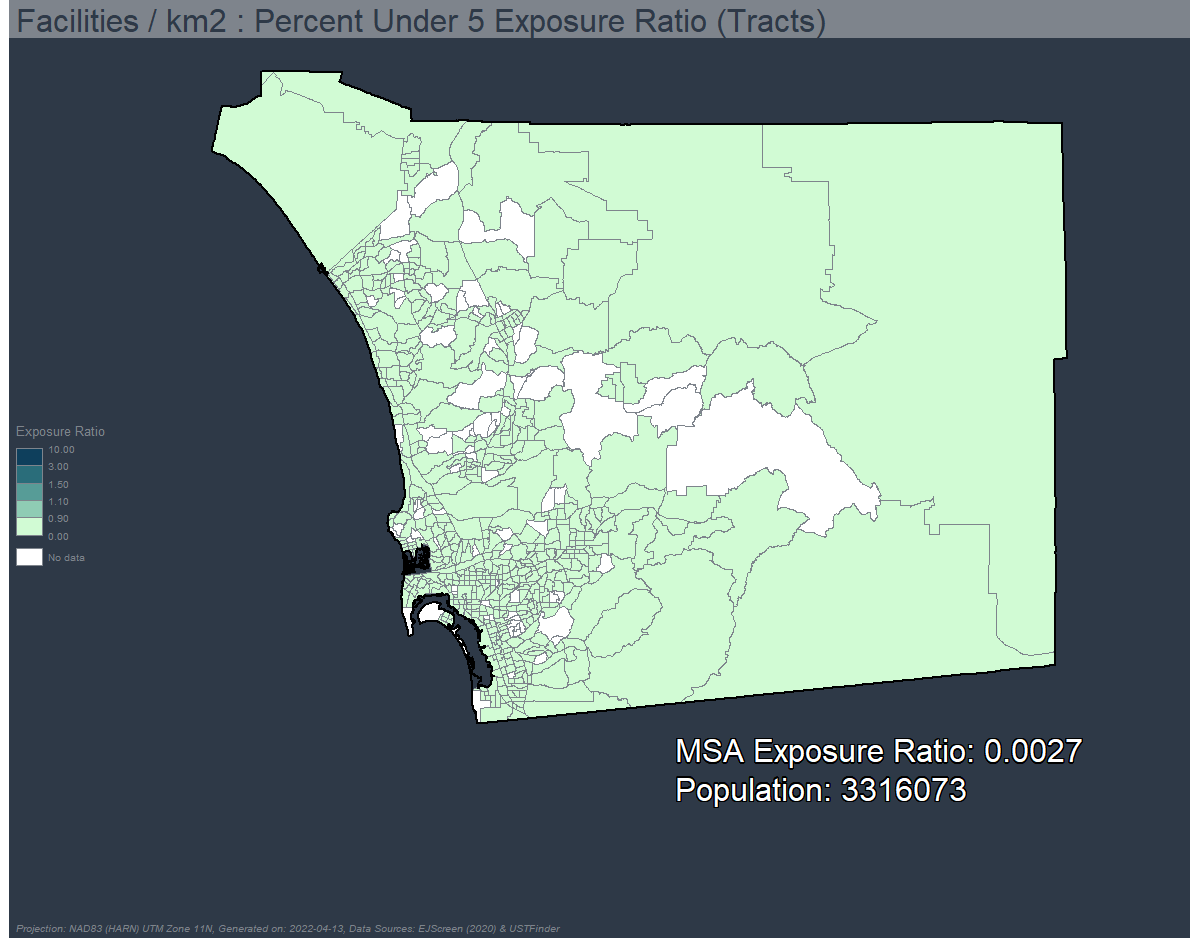 Facilities / km2 : Percent Under 5 Exposure Ratio (Tracts)
Exposure Ratio
10.00
3.00
1.50
1.10
0.90
0.00
No data
MSA Exposure Ratio: 0.0027
Population: 3316073
Projection: NAD83 (HARN) UTM Zone 11N, Generated on: 2022-04-13, Data Sources: EJScreen (2020) & USTFinder